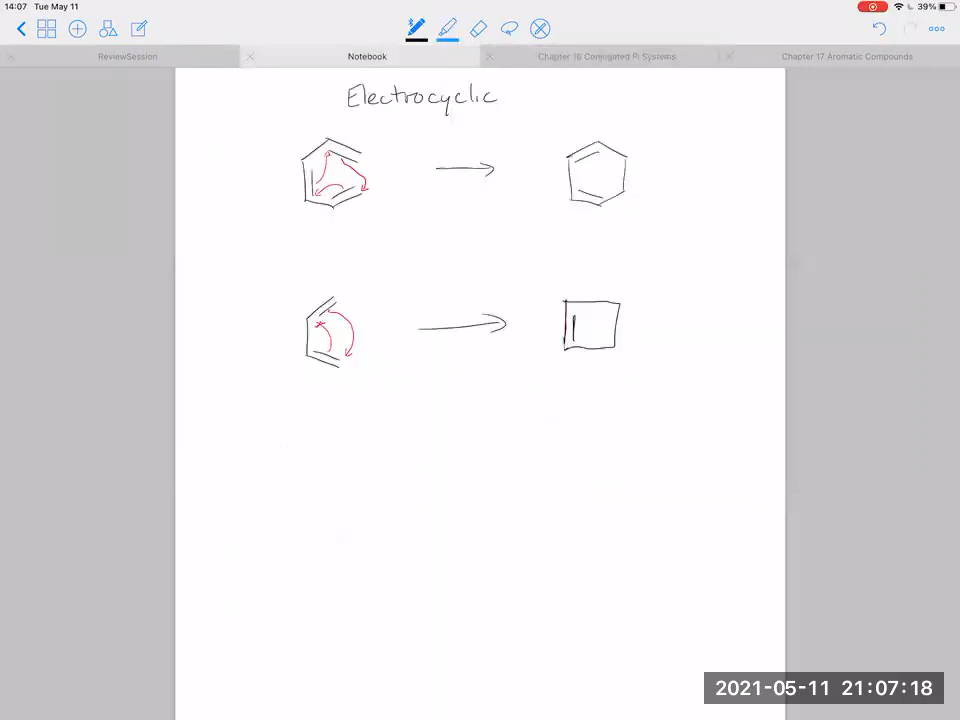 14:07 Tue May 11
39%
ReviewSession
Notebook
Chapter 16 Conjugated Pi Systems
Chapter 17 Aromatic Compounds
Electrocyclic
2021-05-11 21:07:18